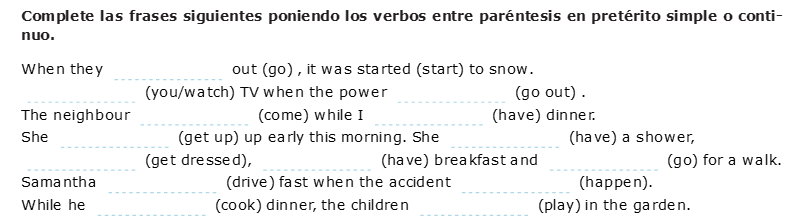 Complete las frases siguientes poniendo los verbos entre paréntesis en pretérito simple o conti-
nuo.
When they out (go) , it was started (start) to snow.
(you/watch) TV when the power (go out) .
The neighbour (come) while I (have) dinner.
She (get up) up early this morning. She (have) a shower,
(get dressed), (have) breakfast and (go) for a walk.
Samantha (drive) fast when the accident (happen).
While he (cook) dinner, the children (play) in the garden.